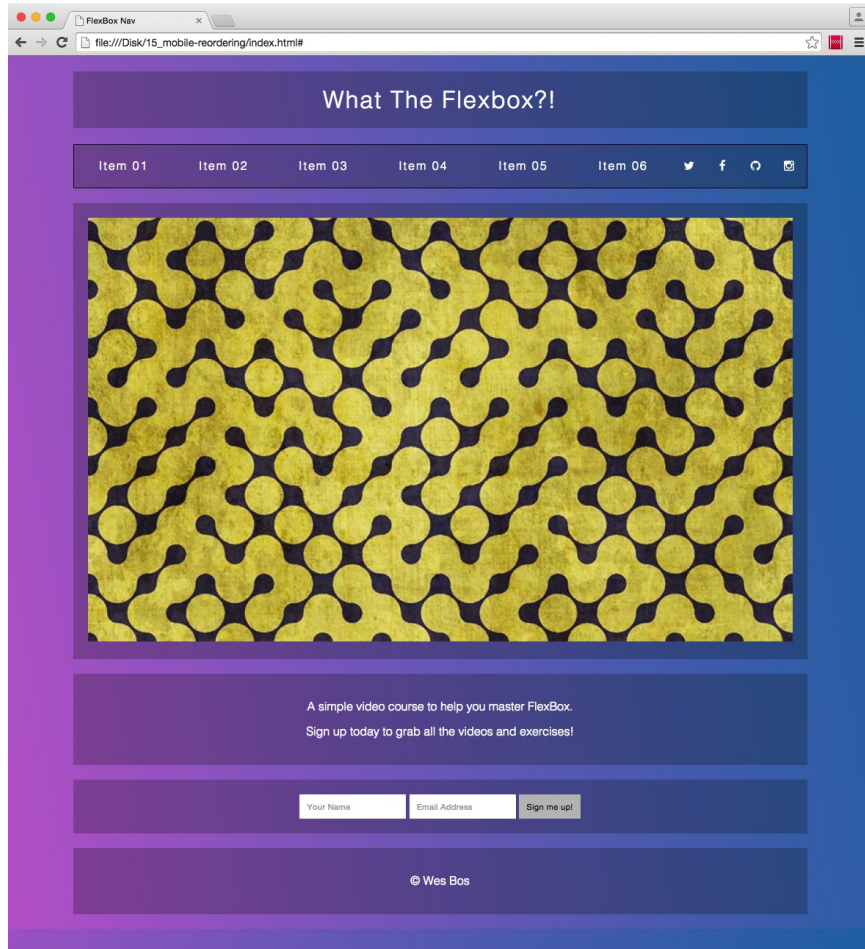 FlexBox Nav
file:///Disk/15_mobile-reordering/index.html#
What The Flexbox?!
Item 01 Item 02 Item 03 Item 04 Item 05 Item 06
A simple video course to help you master FlexBox.
Sign up today to grab all the videos and exercises!
Your Name Email Address Sign me up!
© Wes Bos